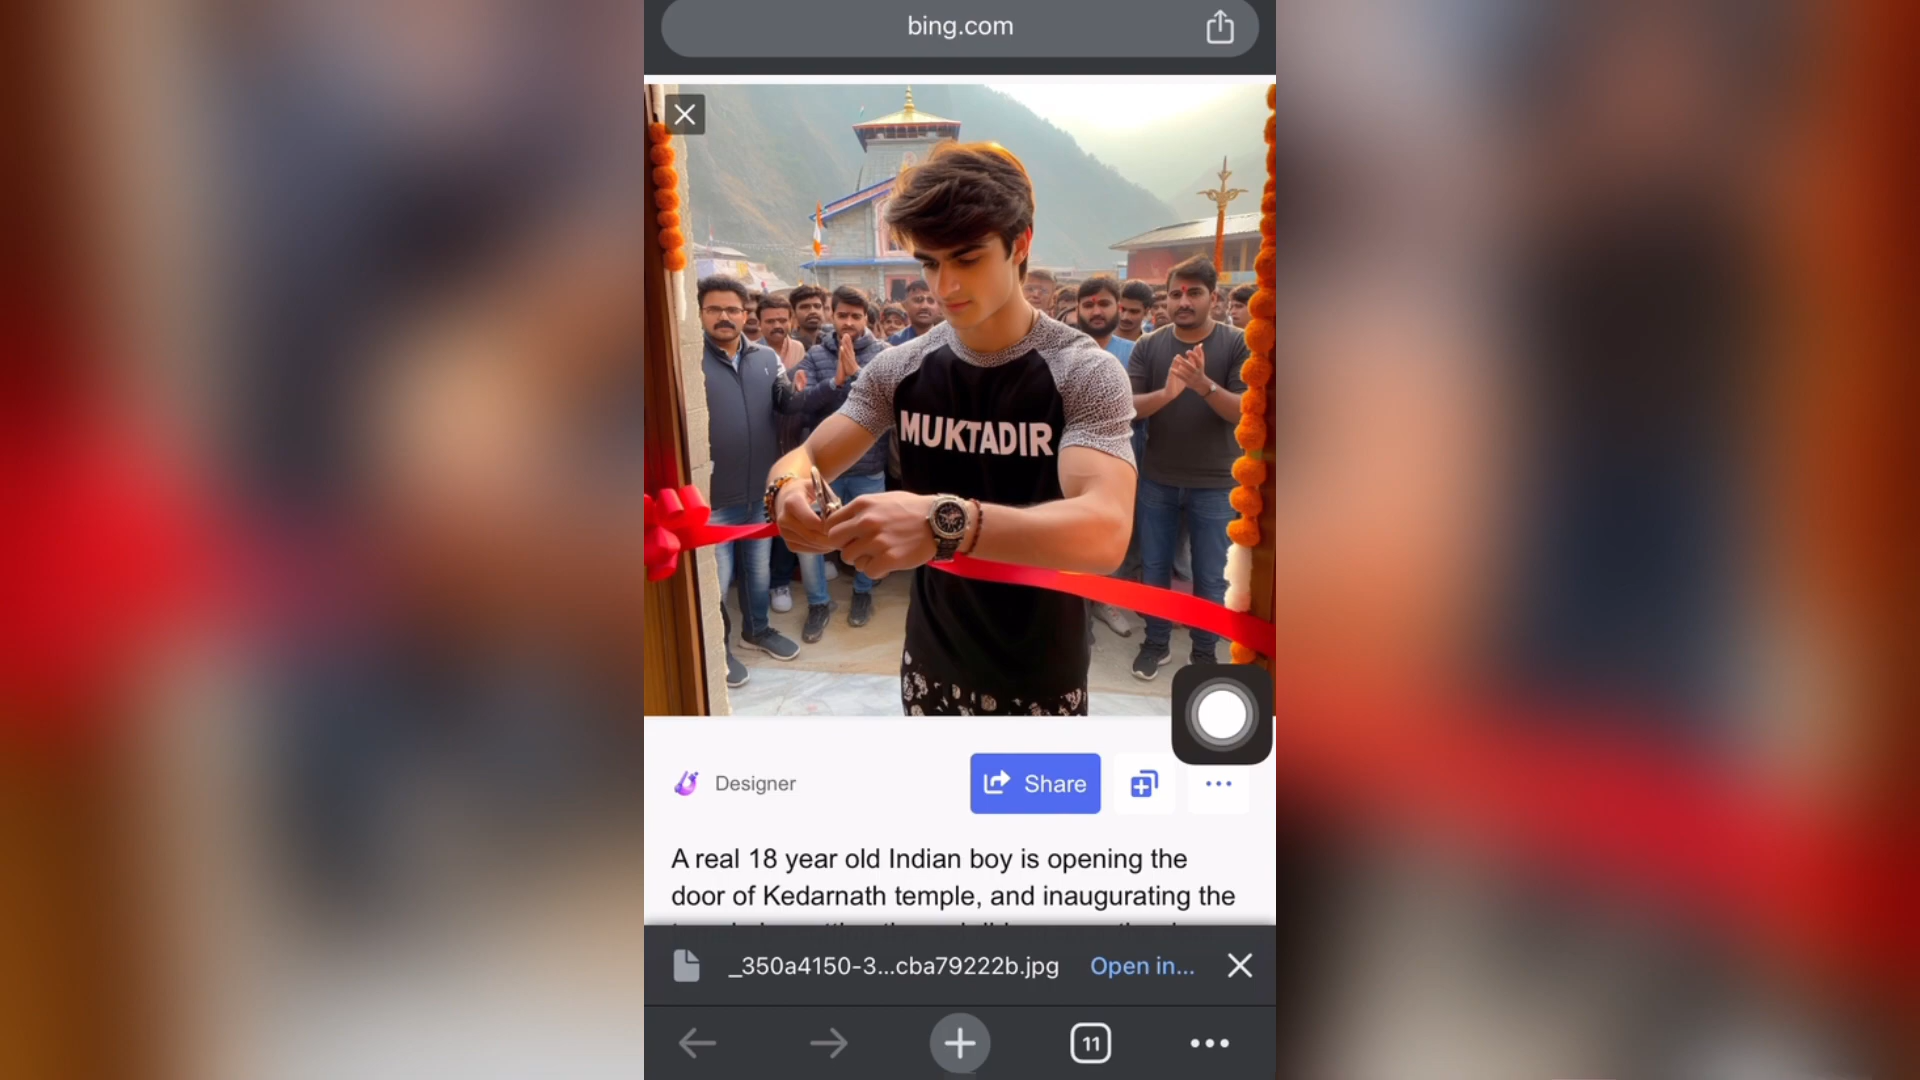 bing.com
MUKTADIR
Designer
Share
A real 18 year old Indian boy is opening the
door of Kedarnath temple, and inaugurating the
_350a4150-3...cba79222b.jpg
Open in...
11